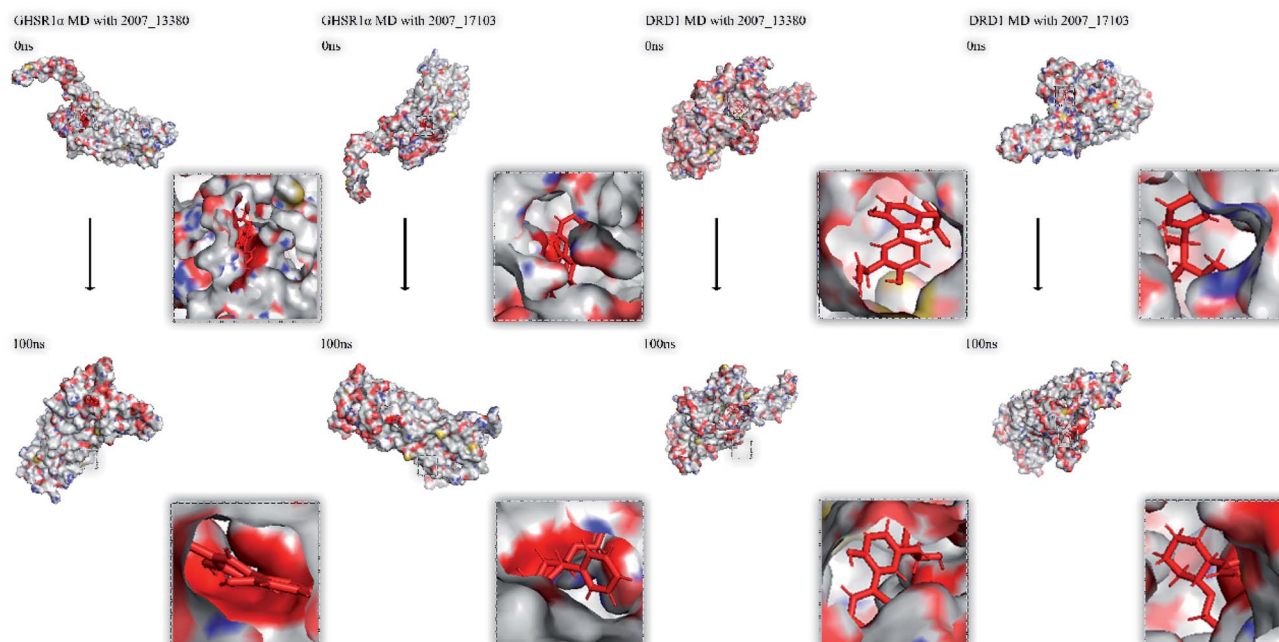 GHSR1α MD with 2007_13380
GHSR1α MD with 2007_17103
DRD1 MD with 2007_13380
DRD1 MD with 2007_17103
0ns
0ns
0ns
0ns
100ns
100ns
100ns
100ns